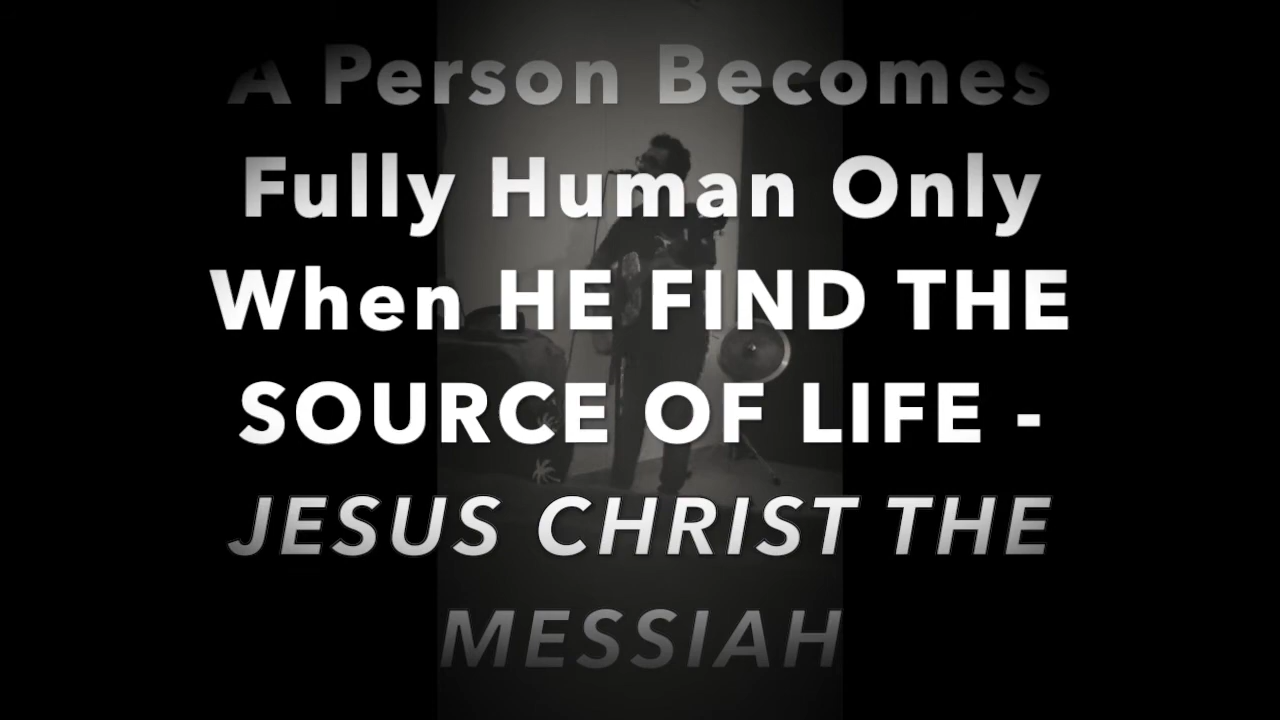 A Person Becomes
Fully Human Only
When HE FIND THE
SOURCE OF LIFE -
JESUS CHRIST THE
MESSIAH